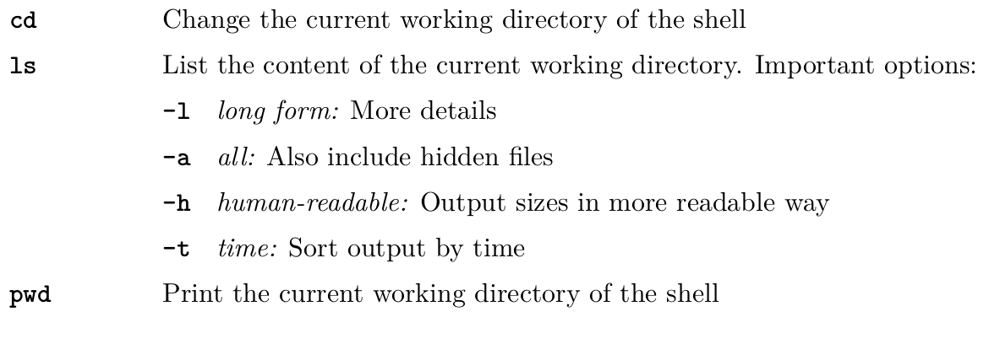 cd Change the current working directory of the shell
ls List the content of the current working directory. Important options:
-l long form: More details
-a all: Also include hidden files
-h human-readable: Output sizes in more readable way
-t time: Sort output by time
pwd Print the current working directory of the shell